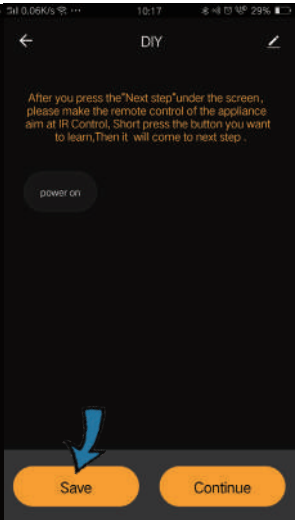 0.06K/s ... 10:17 29%
DIY
After you press the"Next step"under the screen,
please make the remote control of the appliance
aim at IR Control, Short press the button you want
to learn,Then it will come to next step .
power on
Save
Continue